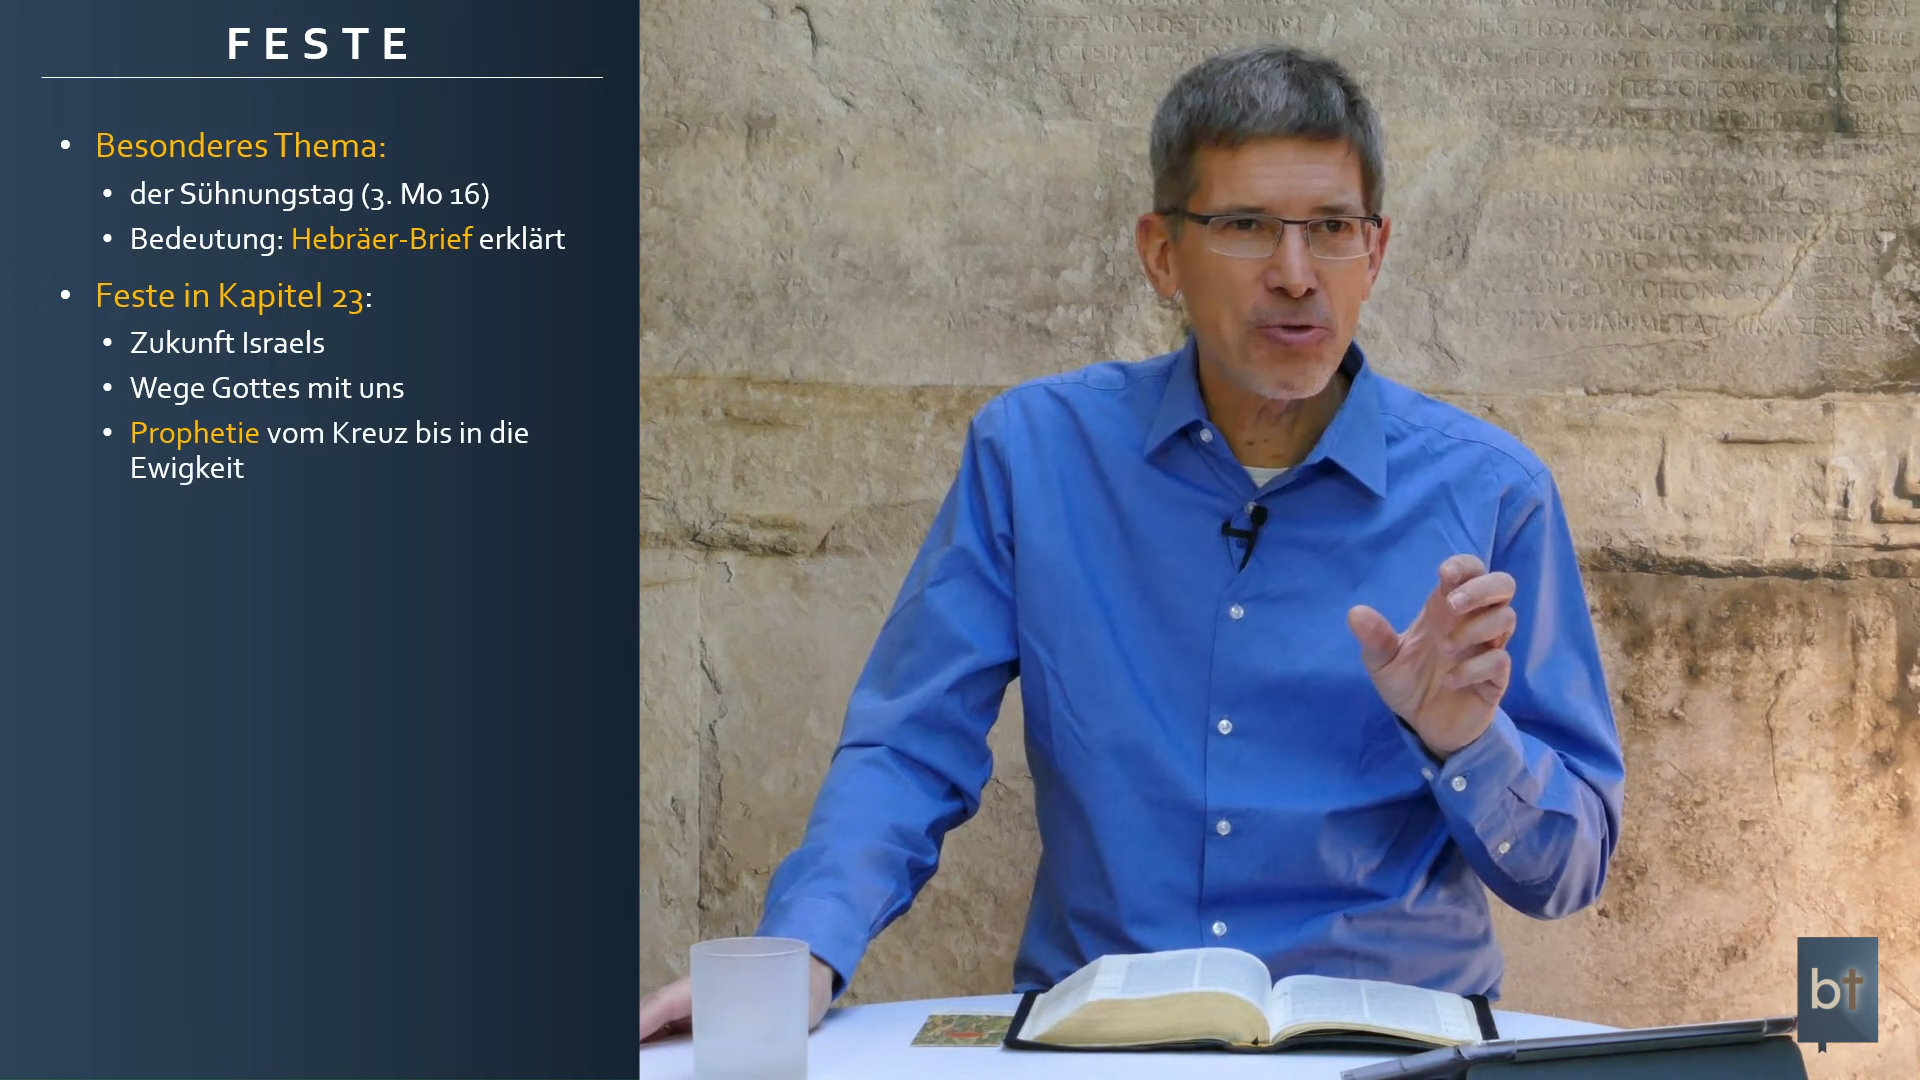 FESTE
• Besonderes Thema:
• der Sühnungstag (3. Mo 16)
• Bedeutung: Hebräer-Brief erklärt
• Feste in Kapitel 23:
• Zukunft Israels
• Wege Gottes mit uns
• Prophetie vom Kreuz bis in die
Ewigkeit
bt